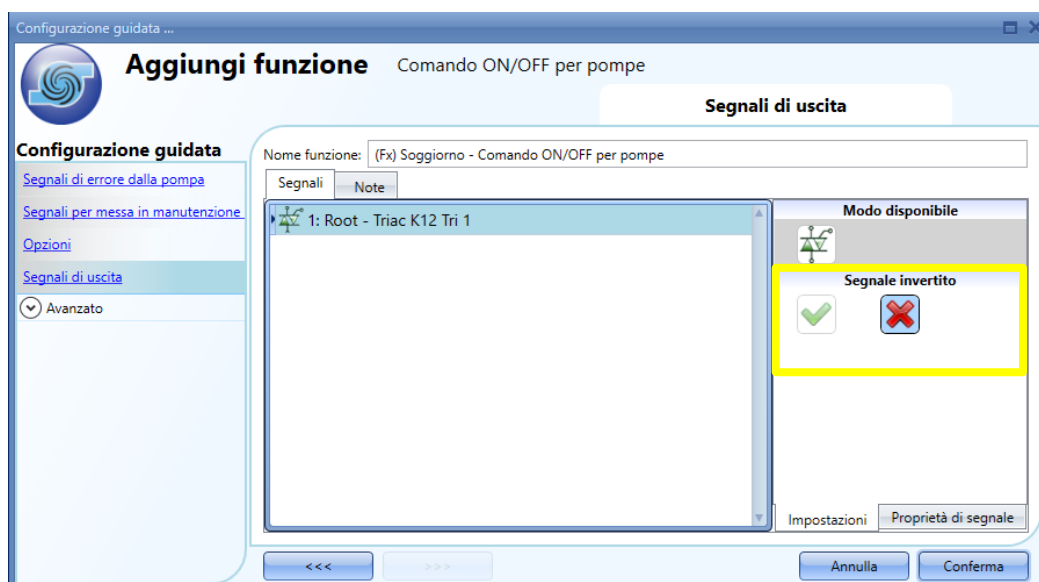 Configurazione guidata ...
Aggiungi funzione Comando ON/OFF per pompe
Segnali di uscita
Configurazione guidata
Segnali di errore dalla pompa
Segnali per messa in manutenzione
Opzioni
Segnali di uscita
Avanzato
Nome funzione: (Fx) Soggiorno - Comando ON/OFF per pompe
Segnali Note
1: Root - Triac K12 Tri 1
Modo disponibile
Segnale invertito
Impostazioni Proprietà di segnale
<<< >>> Annulla Conferma